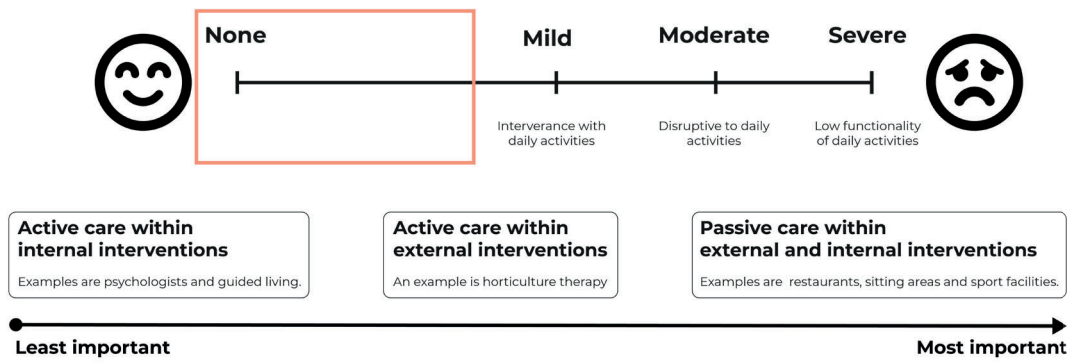 None
Mild
Moderate
Severe
Interverance with
daily activities
Disruptive to daily
activities
Low functionality
of daily activities
Active care within
internal interventions
Examples are psychologists and guided living.
Active care within
external interventions
An example is horticulture therapy
Passive care within
external and internal interventions
Examples are restaurants, sitting areas and sport facilities.
Least important
Most important